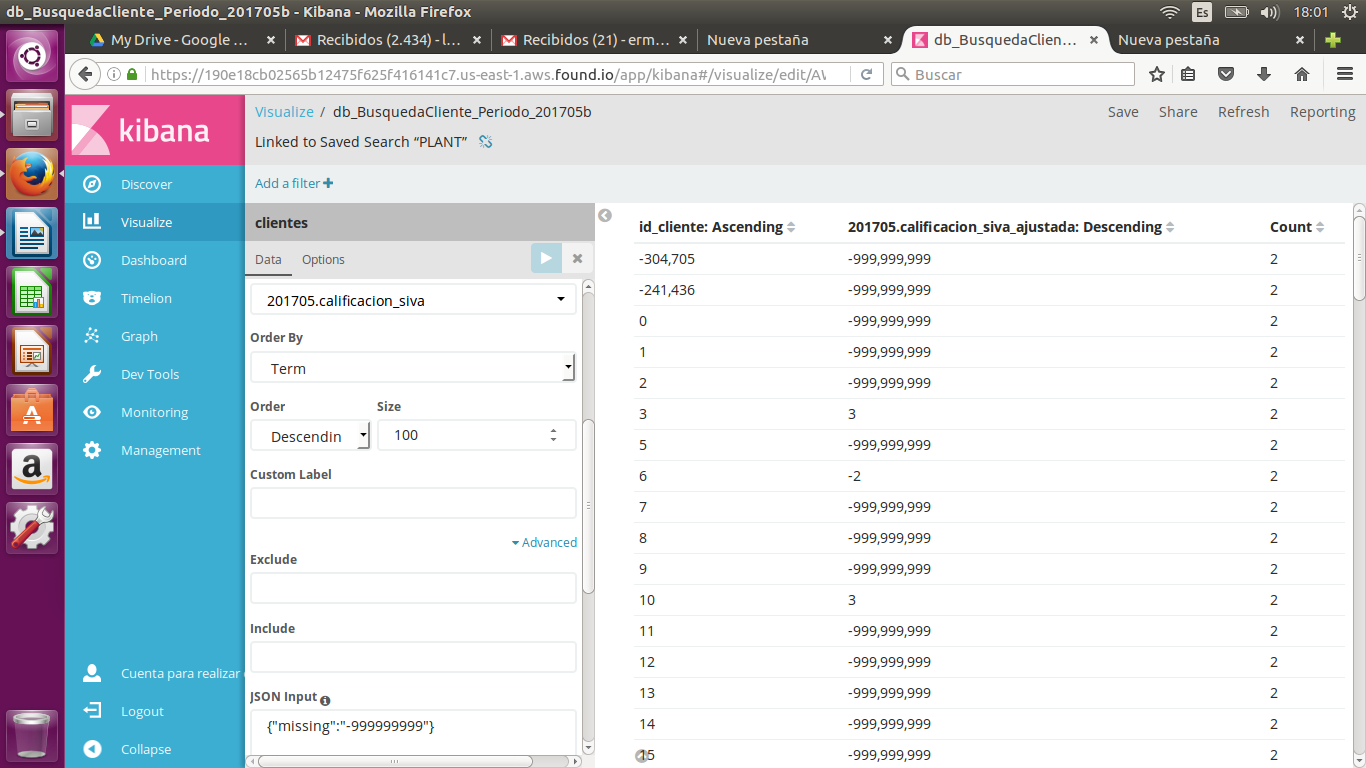 db_BusquedaCliente_Periodo_201705b - Kibana - Mozilla Firefox
Es
18:01
My Drive - Google ...
Recibidos (2.434) - l...
Recibidos (21) - erm...
Nueva pestaña
db_BusquedaClien...
Nueva pestaña
https://190e18cb02565b12475f625f416141c7.us-east-1.aws.found.io/app/kibana#/visualize/edit/AV
Buscar
kibana
Discover
Visualize
Dashboard
Timelion
Graph
Dev Tools
Monitoring
Management
Cuenta para realizar
Logout
Collapse
Visualize / db_BusquedaCliente_Periodo_201705b
Save Share Refresh Reporting
Linked to Saved Search “PLANT”
Add a filter +
clientes
Data Options
201705.calificacion_siva
Order By
Term
Order Size
Descendin 100
Custom Label
Advanced
Exclude
Include
JSON Input
{"missing":"-999999999"}
id_cliente: Ascending 201705.calificacion_siva_ajustada: Descending Count
-304,705 -999,999,999 2
-241,436 -999,999,999 2
0 -999,999,999 2
1 -999,999,999 2
2 -999,999,999 2
3 3 2
5 -999,999,999 2
6 -2 2
7 -999,999,999 2
8 -999,999,999 2
9 -999,999,999 2
10 3 2
11 -999,999,999 2
12 -999,999,999 2
13 -999,999,999 2
14 -999,999,999 2
15 -999,999,999 2